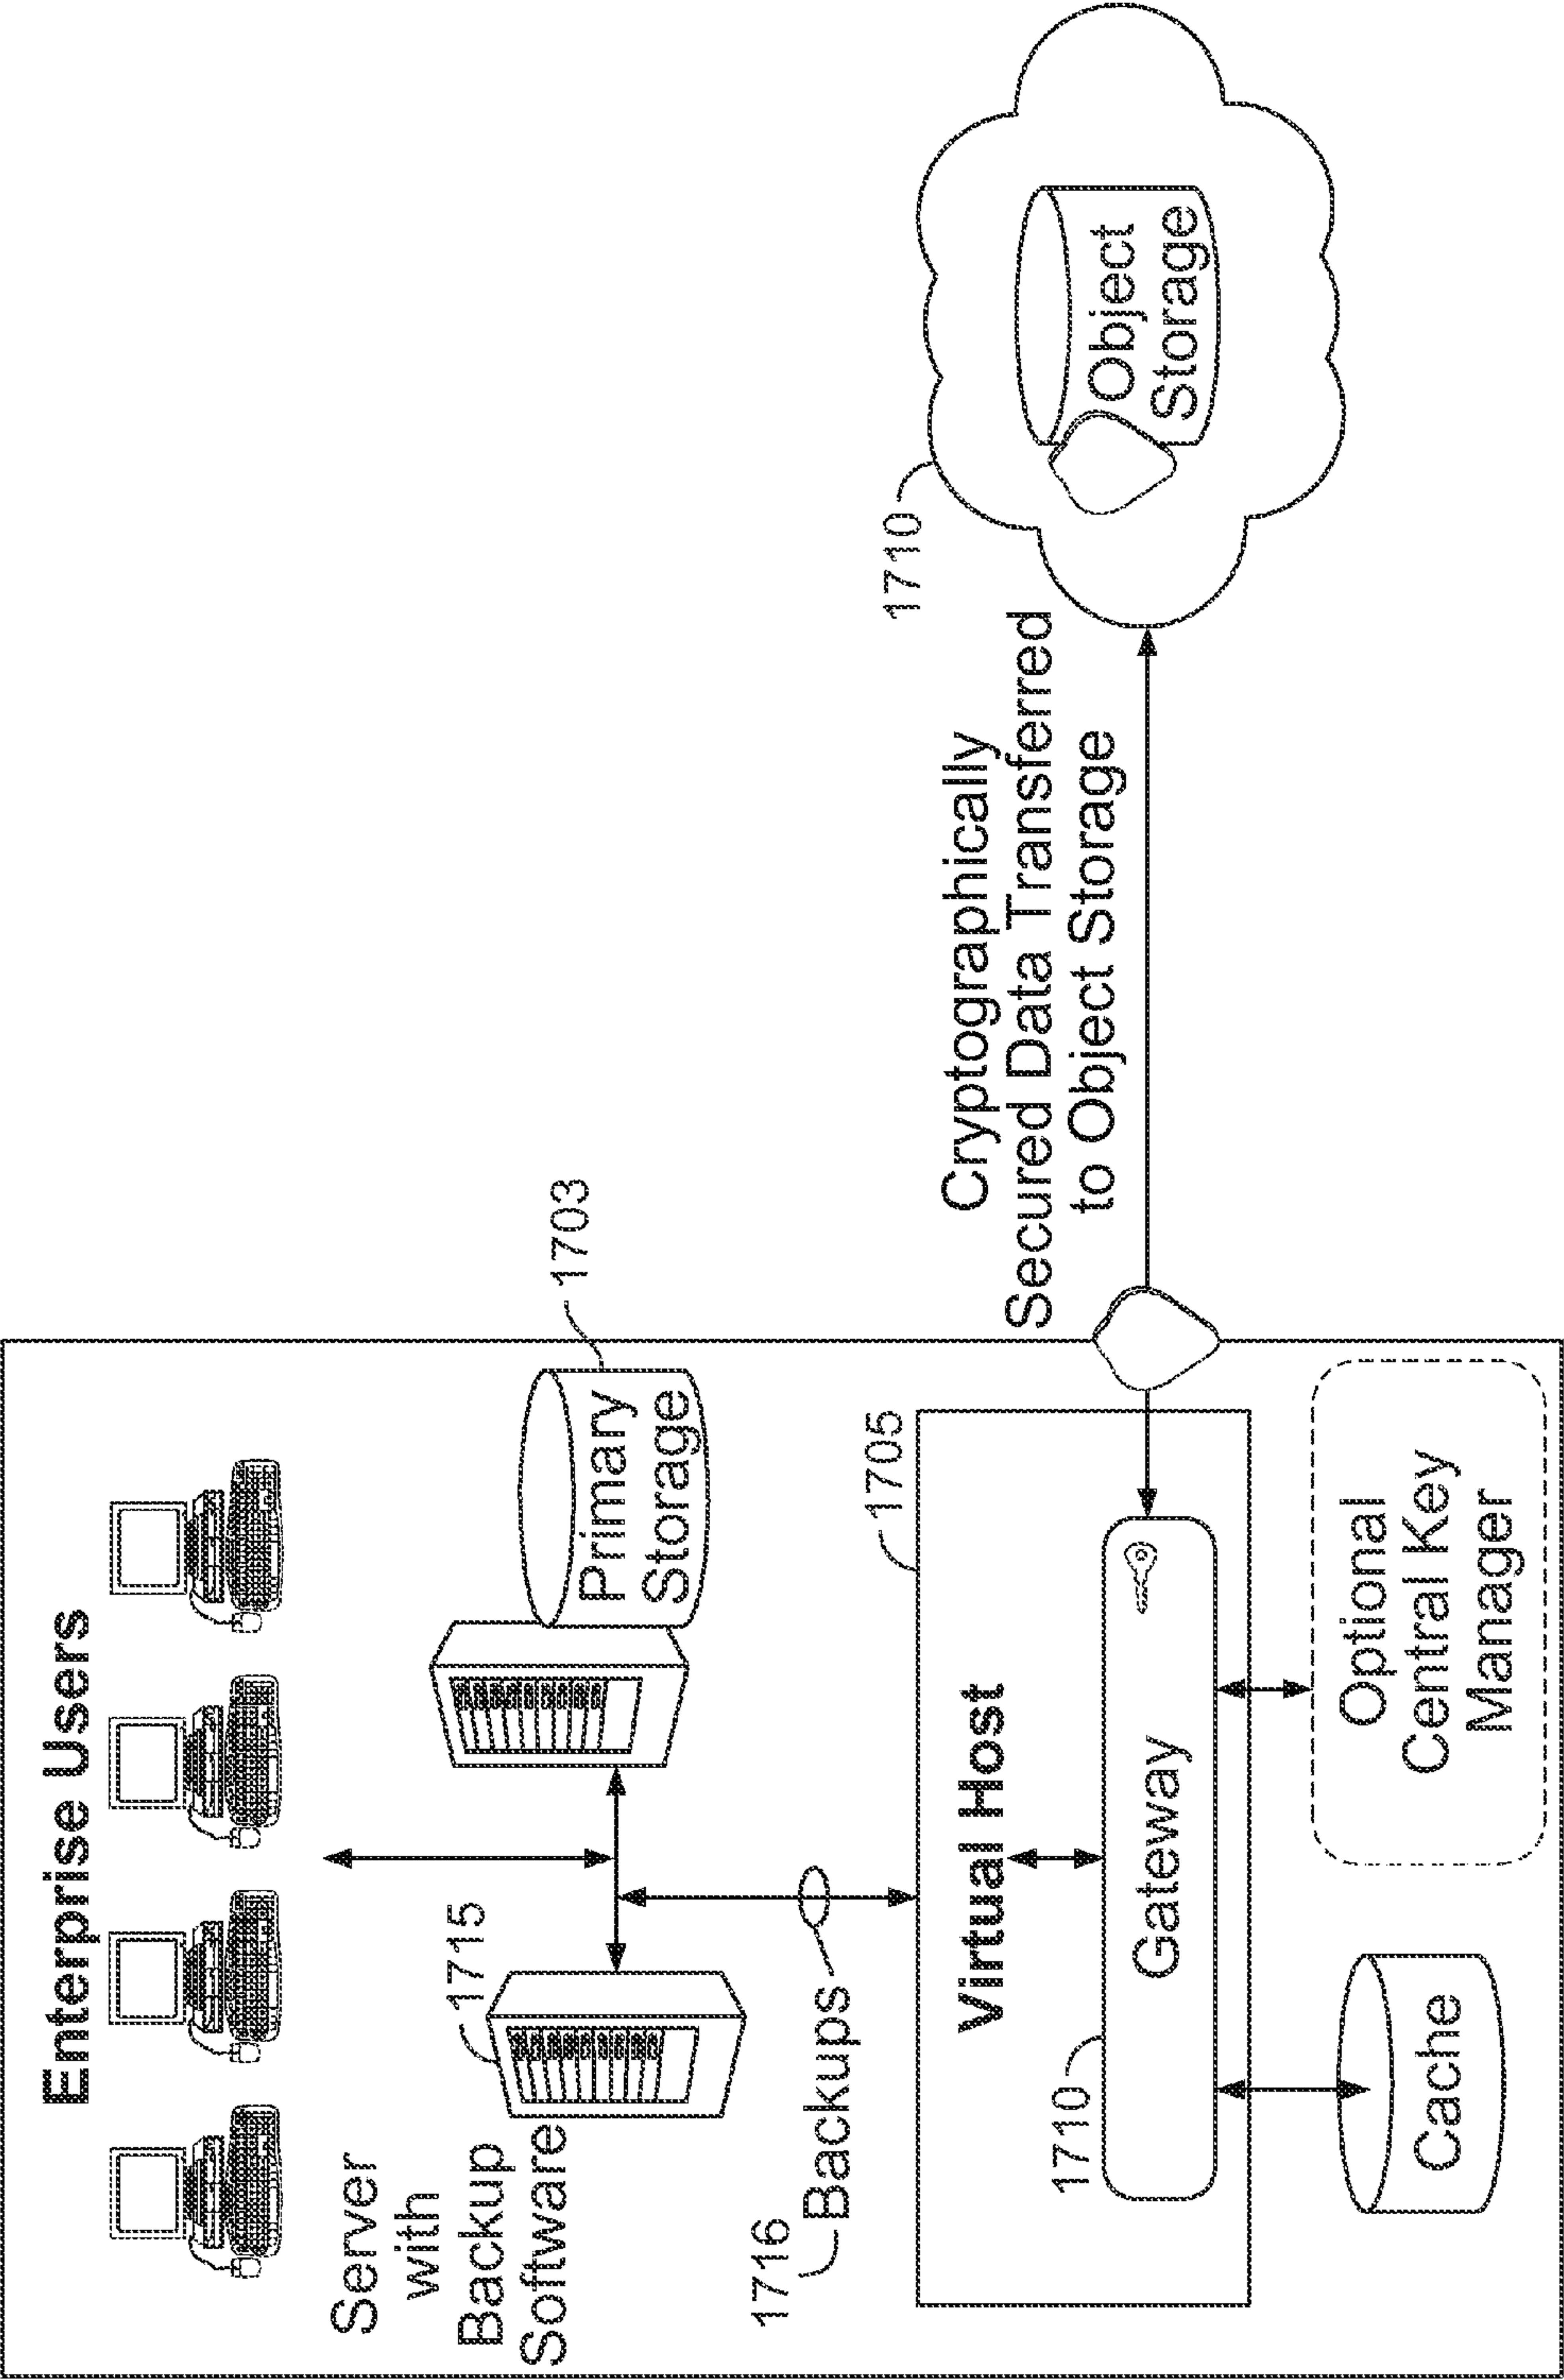 Enterprise Users
Server
with
Backup
Software
1715
1703
Primary
Storage
1716
Backups
1705
Virtual Host
1710
Gateway
Cache
Optional
Central Key
Manager
Cryptographically
Secured Data Transferred
to Object Storage
1710
Object
Storage